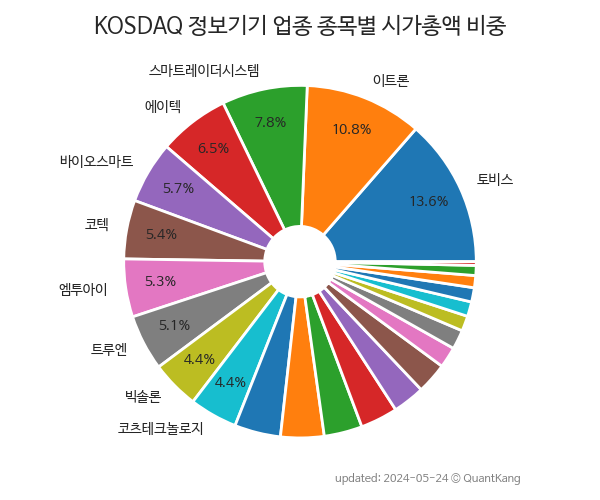 KOSDAQ 정보기기 업종 종목별 시가총액 비중
토비스
13.6%
이트론
10.8%
스마트레이더시스템
7.8%
에이텍
6.5%
바이오스마트
5.7%
코텍
5.4%
엠투아이
5.3%
트루엔
5.1%
빅솔론
4.4%
코츠테크놀로지
4.4%
updated: 2024-05-24 © QuantKang